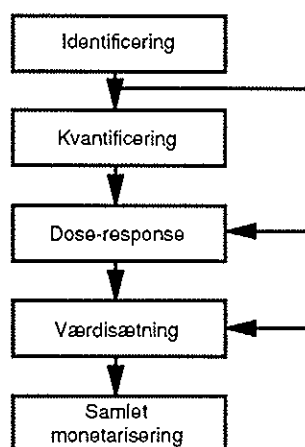 Identificering
Kvantificering
Dose-response
Værdisætning
Samlet
monetarisering